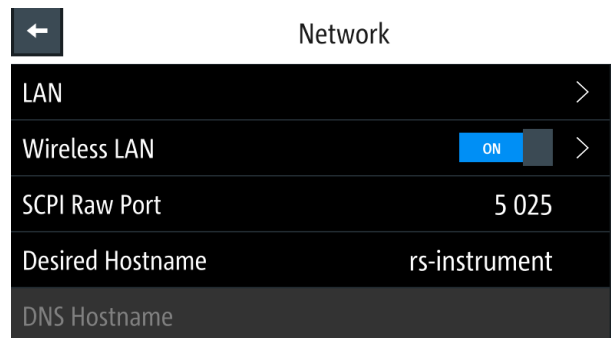 Network
LAN
Wireless LAN ON
SCPI Raw Port 5 025
Desired Hostname rs-instrument
DNS Hostname